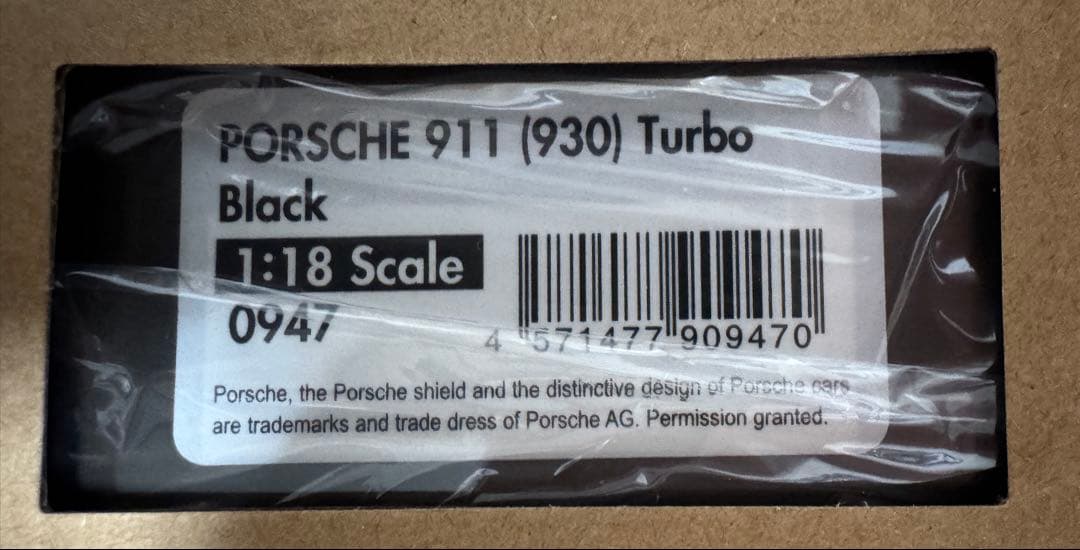 PORSCHE 911 (930) Turbo
Black
1:18 Scale
0947
4 571477 909470
Porsche, the Porsche shield and the distinctive design of Porsche cars
are trademarks and trade dress of Porsche AG. Permission granted.